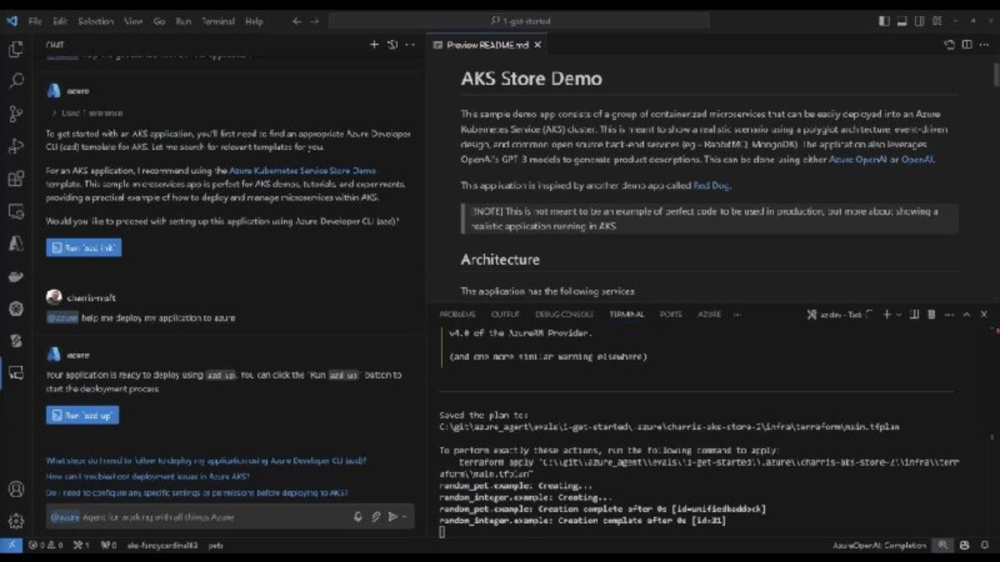 File Edit Selection View Go Run Terminal Help
1-get-started
CHAT
Preview README.md
azure
Used 1 reference
To get started with an AKS application, you'll first need to find an appropriate Azure Developer
CLI (azd) template for AKS. Let me search for relevant templates for you.
For an AKS application, I recommend using the Azure Kubernetes Service Store Demo
template. This sample microservices app is perfect for AKS demos, tutorials, and experiments,
providing a practical example of how to deploy and manage microservices within AKS.
Would you like to proceed with setting up this application using Azure Developer CLI (azd)?
Run `azd init`
charris-msft
@azure help me deploy my application to azure
azure
Your application is ready to deploy using azd up. You can click the "Run azd up" button to
start the deployment process
Run `azd up`
What steps do I need to follow to deploy my application using Azure Developer CLI (azd)?
How can I troubleshoot deployment issues in Azure AKS?
Do I need to configure any specific settings or permissions before deploying to AKS?
@azure Agent for working with all things Azure
AKS Store Demo
This sample demo app consists of a group of containerized microservices that can be easily deployed into an Azure
Kubernetes Service (AKS) cluster. This is meant to show a realistic scenario using a polyglot architecture, event-driven
design, and common open source back-end services (eg - RabbitMQ, MongoDB). The application also leverages
OpenAI's GPT-3 models to generate product descriptions. This can be done using either Azure OpenAI or OpenAI.
This application is inspired by another demo app called Red Dog.
[!NOTE] This is not meant to be an example of perfect code to be used in production, but more about showing a
realistic application running in AKS.
Architecture
The application has the following services
PROBLEMS OUTPUT DEBUG CONSOLE TERMINAL PORTS AZURE
azdev - Task
v4.0 of the AzureRM Provider.
(and one more similar warning elsewhere)
Saved the plan to:
C:\git\azure_agent\evals\1-get-started\.azure\charris-aks-store-2\infra\terraform\main.tfplan
To perform exactly these actions, run the following command to apply:
terraform apply "C:\\git\\azure_agent\\evals\\1-get-started\\.azure\\charris-aks-store-2\\infra\\terr
aform\\main.tfplan"
random_pet.example: Creating...
random_integer.example: Creating...
random_pet.example: Creation complete after 0s [id=unifiedhaddock]
random_integer.example: Creation complete after 0s [id=31]
0 0 1 0 aks-fancycardinal83 pets
AzureOpenAI: Completion